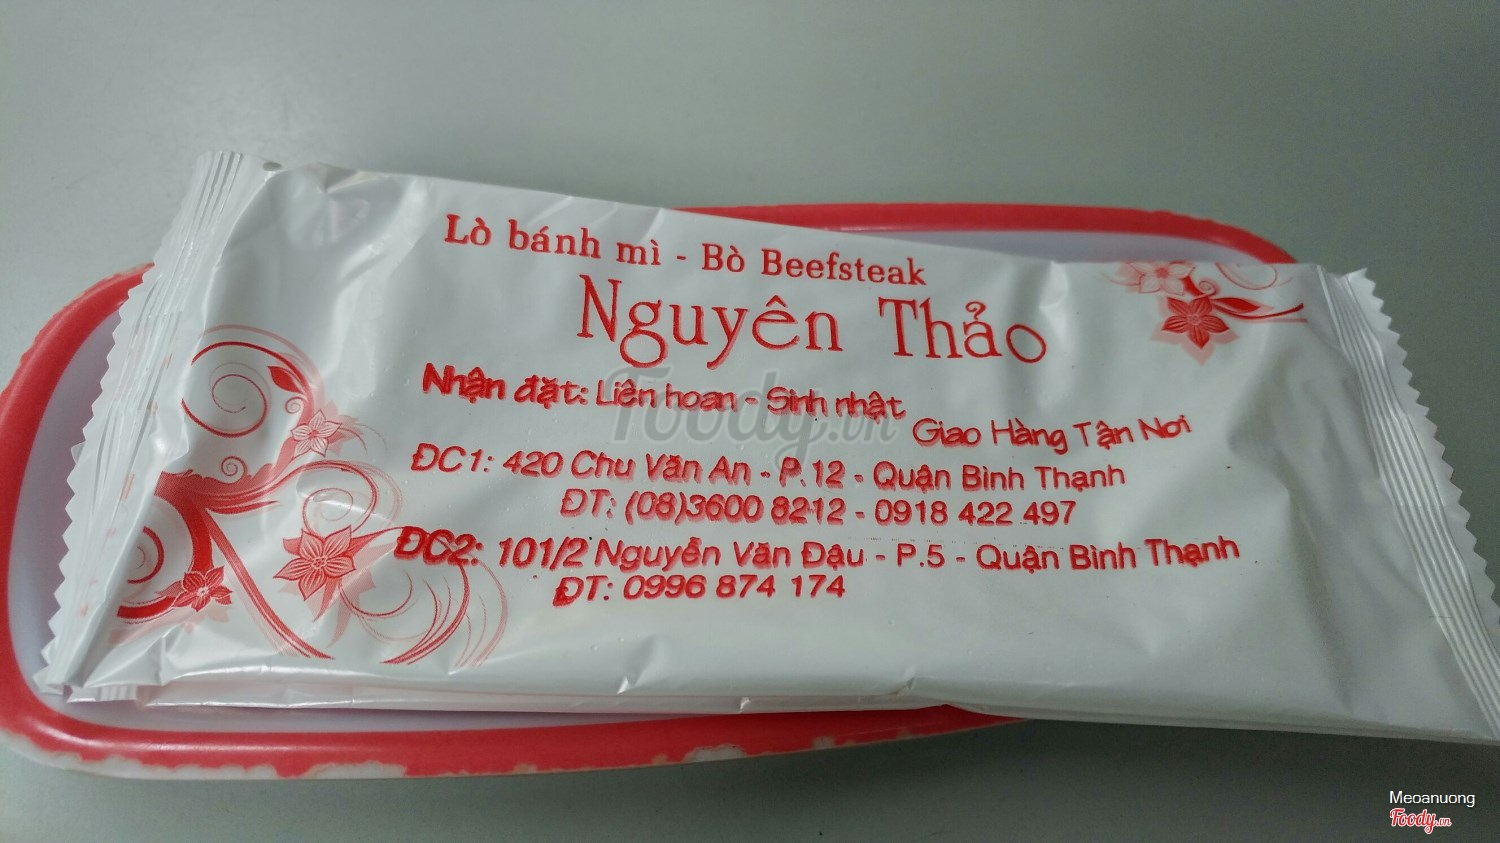 Lò bánh mì - Bò Beefsteak
Nguyên Thảo
Nhận đặt: Liên hoan - Sinh nhật
Giao Hàng Tận Nơi
ĐC1: 420 Chu Văn An - P.12 - Quận Bình Thạnh
ĐT: (08)3600 8212 - 0918 422 497
ĐC2: 101/2 Nguyễn Văn Đậu - P.5 - Quận Bình Thạnh
ĐT: 0996 874 174
Foody.vn
Meoanuong
Foody.vn